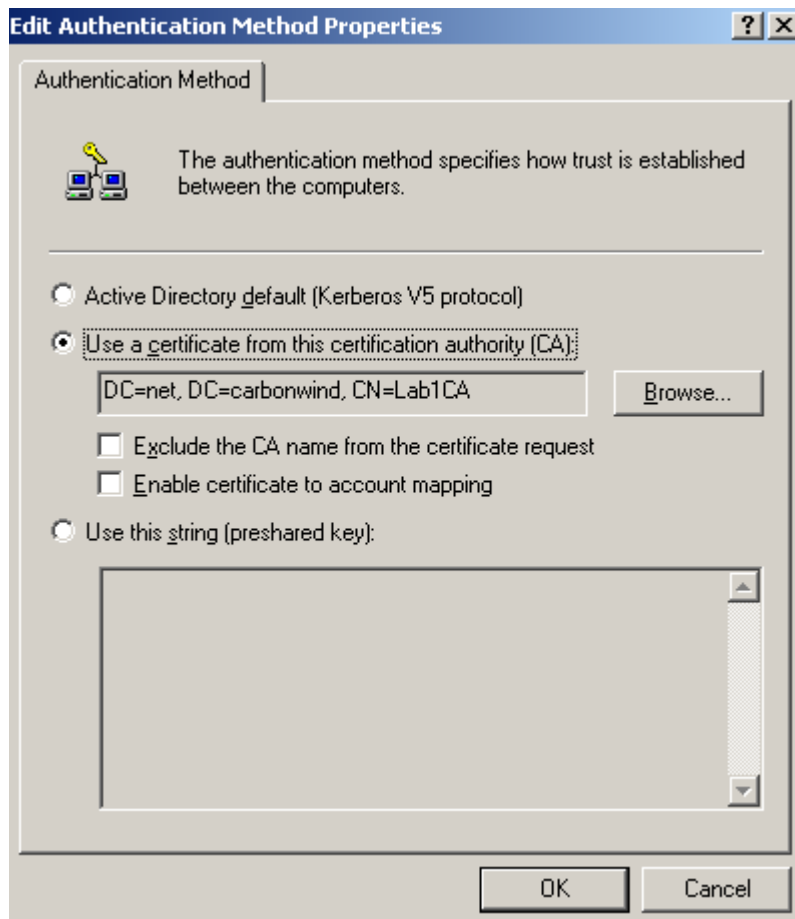 Edit Authentication Method Properties
Authentication Method
The authentication method specifies how trust is established
between the computers.
Active Directory default (Kerberos V5 protocol)
Use a certificate from this certification authority (CA):
DC=net, DC=carbonwind, CN=Lab1CA
Browse...
Exclude the CA name from the certificate request
Enable certificate to account mapping
Use this string (preshared key):
OK
Cancel